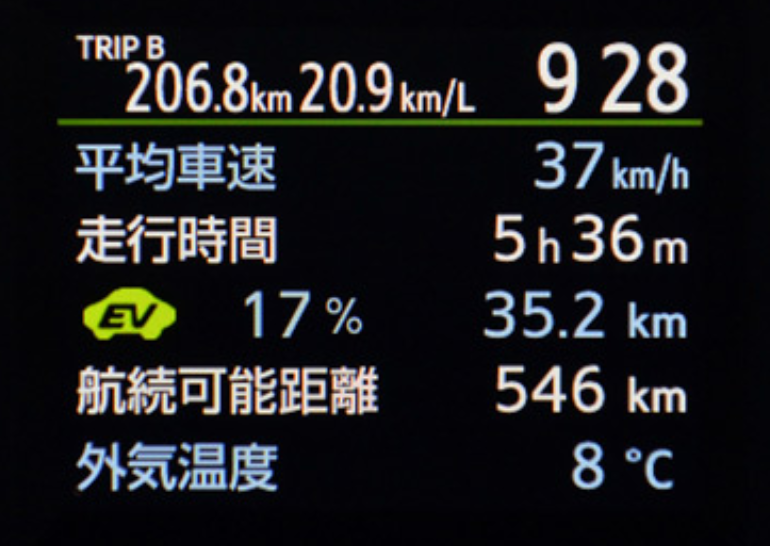 TRIP B
206.8km 20.9km/L 9 28
平均車速 37km/h
走行時間 5h36m
EV 17% 35.2 km
航続可能距離 546 km
外気温度 8 °C